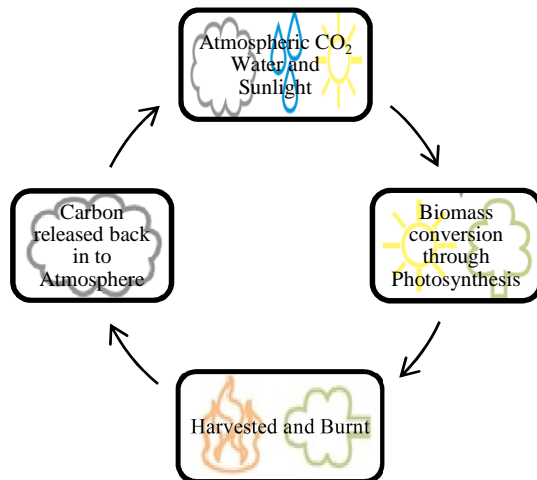 Atmospheric CO₂
Water and
Sunlight
Biomass
conversion
through
Photosynthesis
Harvested and Burnt
Carbon
released back
in to
Atmosphere